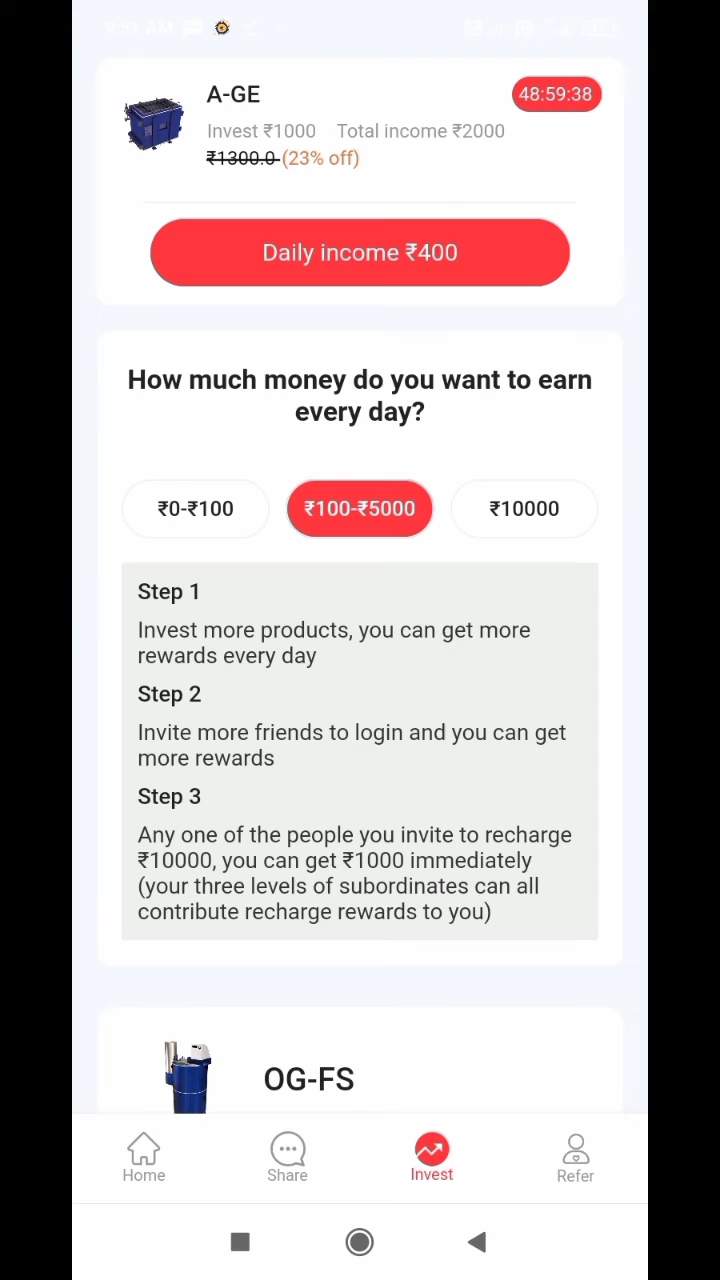 9:51 AM
A-GE
48:59:38
Invest ₹1000 Total income ₹2000
₹1300.0 (23% off)
Daily income ₹400
How much money do you want to earn
every day?
₹0-₹100
₹100-₹5000
₹10000
Step 1
Invest more products, you can get more
rewards every day
Step 2
Invite more friends to login and you can get
more rewards
Step 3
Any one of the people you invite to recharge
₹10000, you can get ₹1000 immediately
(your three levels of subordinates can all
contribute recharge rewards to you)
OG-FS
Home
Share
Invest
Refer